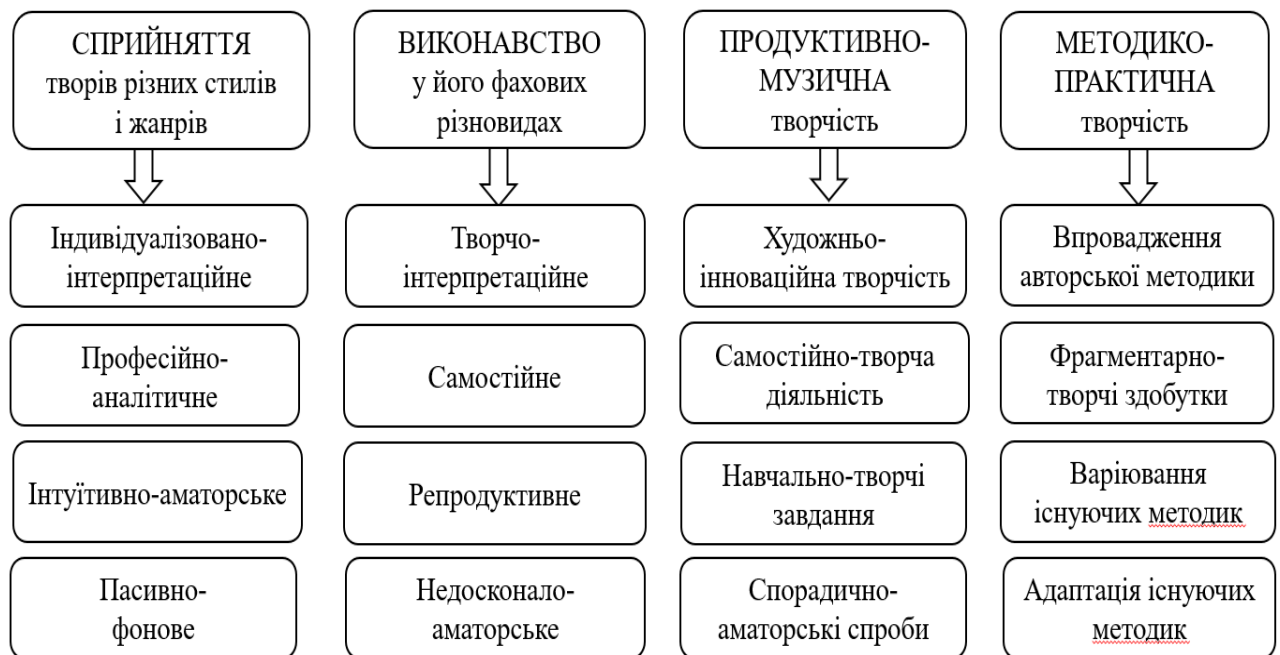 СПРИЙНЯТТЯ
творів різних стилів
і жанрів
ВИКОНАВСТВО
у його фахових
різновидах
ПРОДУКТИВНО-
МУЗИЧНА
творчість
МЕТОДИКО-
ПРАКТИЧНА
творчість
Індивідуалізовано-
інтерпретаційне
Творчо-
інтерпретаційне
Художньо-
інноваційна творчість
Впровадження
авторської методики
Професійно-
аналітичне
Самостійне
Самостійно-творча
діяльність
Фрагментарно-
творчі здобутки
Інтуїтивно-аматорське
Репродуктивне
Навчально-творчі
завдання
Варіювання
існуючих методик
Пасивно-
фонове
Недосконало-
аматорське
Спорадично-
аматорські спроби
Адаптація існуючих
методик